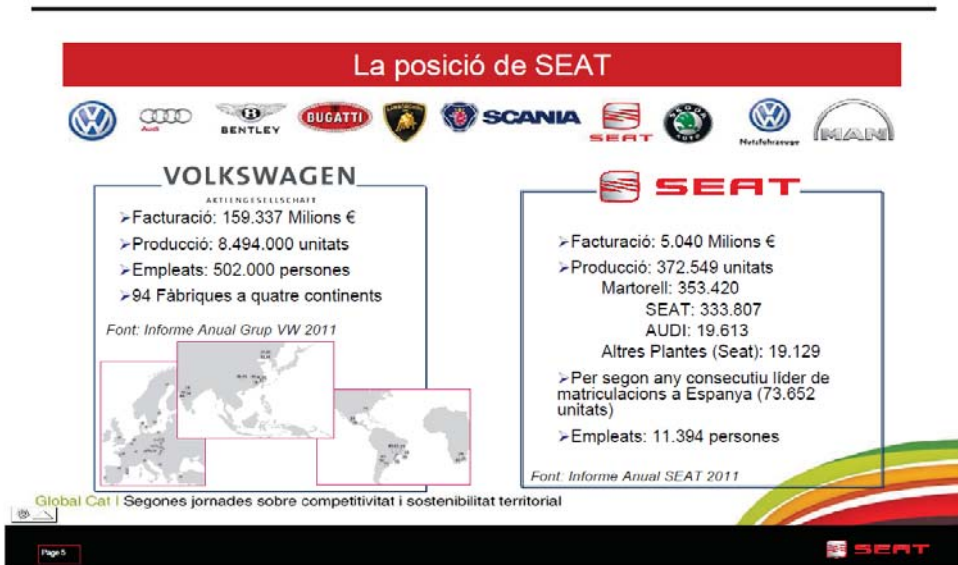 La posició de SEAT
Audi
BENTLEY
BUGATTI
LAMBORGHINI
SCANIA
SEAT
SKODA
AUTO
Nutzfahrzeuge
MAN
VOLKSWAGEN
AKTIENGESELLSCHAFT
➤Facturació: 159.337 Milions €
➤Producció: 8.494.000 unitats
➤Empleats: 502.000 persones
➤94 Fàbriques a quatre continents
Font: Informe Anual Grup VW 2011
SEAT
➤Facturació: 5.040 Milions €
➤Producció: 372.549 unitats
Martorell: 353.420
SEAT: 333.807
AUDI: 19.613
Altres Plantes (Seat): 19.129
➤Per segon any consecutiu líder de
matriculacions a Espanya (73.652
unitats)
➤Empleats: 11.394 persones
Font: Informe Anual SEAT 2011
Global Cat I Segones jornades sobre competitivitat i sostenibilitat territorial
Page 5
SEAT